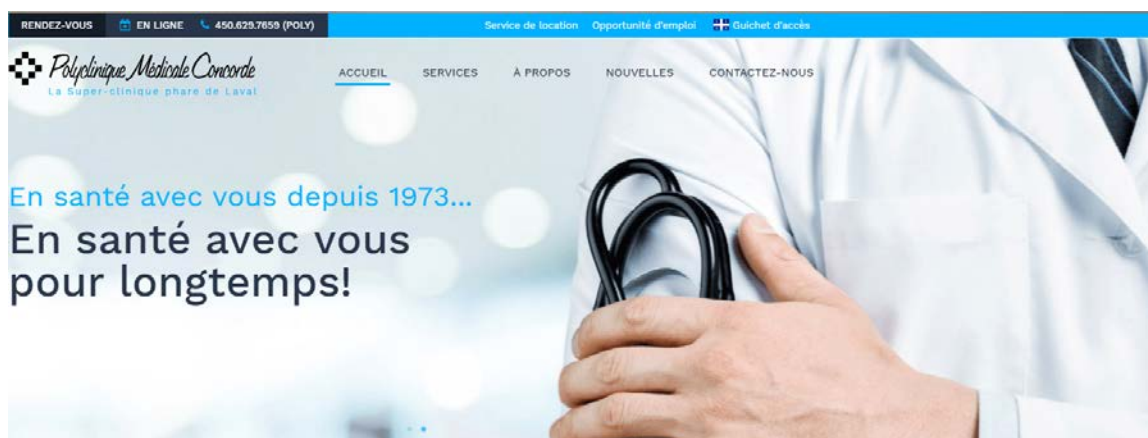 RENDEZ-VOUS EN LIGNE 450.629.7659 (POLY) Service de location Opportunité d'emploi Guichet d'accès
Polyclinique Médicale Concorde
La Super-clinique phare de Laval
ACCUEIL SERVICES À PROPOS NOUVELLES CONTACTEZ-NOUS
En santé avec vous depuis 1973...
En santé avec vous
pour longtemps!